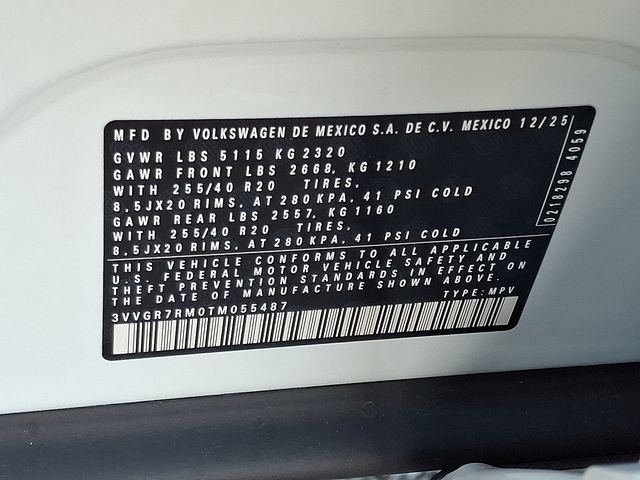 MFD BY VOLKSWAGEN DE MEXICO S.A. DE C.V. MEXICO 12/25
GVWR LBS 5115 KG 2320
GAWR FRONT LBS 2668, KG 1210
WITH 255/40 R20 TIRES,
8,5JX20 RIMS, AT 280 KPA, 41 PSI COLD
GAWR REAR LBS 2557, KG 1160
WITH 255/40 R20 TIRES,
8,5JX20 RIMS, AT 280 KPA, 41 PSI COLD
THIS VEHICLE CONFORMS TO ALL APPLICABLE
U.S. FEDERAL MOTOR VEHICLE SAFETY AND
THEFT PREVENTION STANDARDS IN EFFECT ON
THE DATE OF MANUFACTURE SHOWN ABOVE.
3VVGR7RM0TM055487 TYPE: MPV
0218298 4059